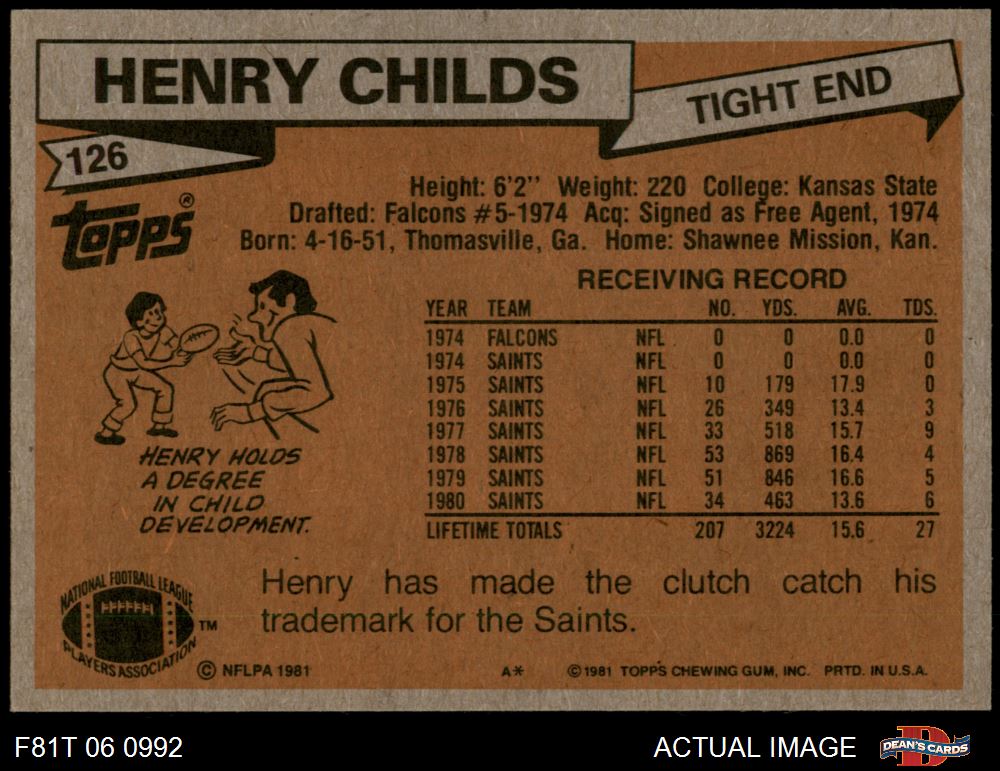 HENRY CHILDS
TIGHT END
126
TOPPS®
Height: 6'2" Weight: 220 College: Kansas State
Drafted: Falcons #5-1974 Acq: Signed as Free Agent, 1974
Born: 4-16-51, Thomasville, Ga. Home: Shawnee Mission, Kan.
RECEIVING RECORD
YEAR TEAM NO. YDS. AVG. TDS.
1974 FALCONS NFL 0 0 0.0 0
1974 SAINTS NFL 0 0 0.0 0
1975 SAINTS NFL 10 179 17.9 0
1976 SAINTS NFL 26 349 13.4 3
1977 SAINTS NFL 33 518 15.7 9
1978 SAINTS NFL 53 869 16.4 4
1979 SAINTS NFL 51 846 16.6 5
1980 SAINTS NFL 34 463 13.6 6
LIFETIME TOTALS 207 3224 15.6 27
HENRY HOLDS
A DEGREE
IN CHILD
DEVELOPMENT.
Henry has made the clutch catch his
trademark for the Saints.
NATIONAL FOOTBALL LEAGUE
PLAYERS ASSOCIATION
TM
© NFLPA 1981 A* © 1981 TOPPS CHEWING GUM, INC. PRTD. IN U.S.A.
F81T 06 0992 ACTUAL IMAGE
D
DEAN'S CARDS